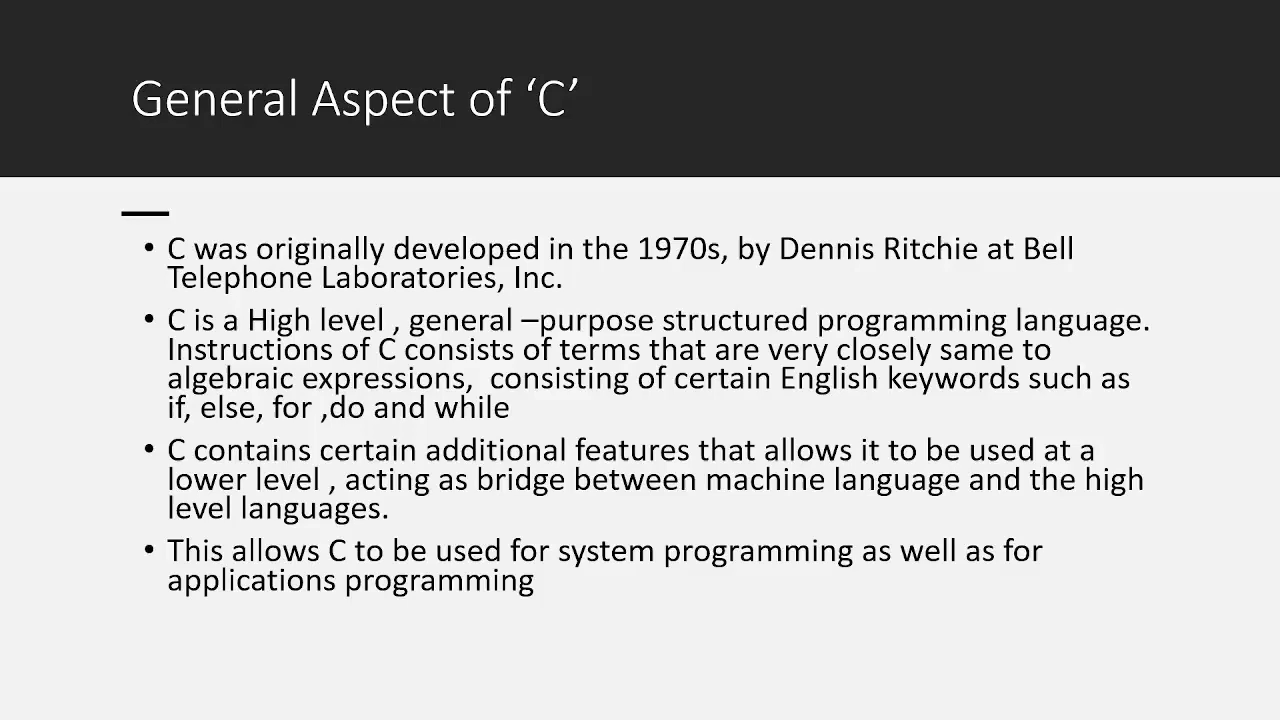 General Aspect of ‘C’
• C was originally developed in the 1970s, by Dennis Ritchie at Bell
Telephone Laboratories, Inc.
• C is a High level , general –purpose structured programming language.
Instructions of C consists of terms that are very closely same to
algebraic expressions,  consisting of certain English keywords such as
if, else, for ,do and while
• C contains certain additional features that allows it to be used at a
lower level , acting as bridge between machine language and the high
level languages.
• This allows C to be used for system programming as well as for
applications programming